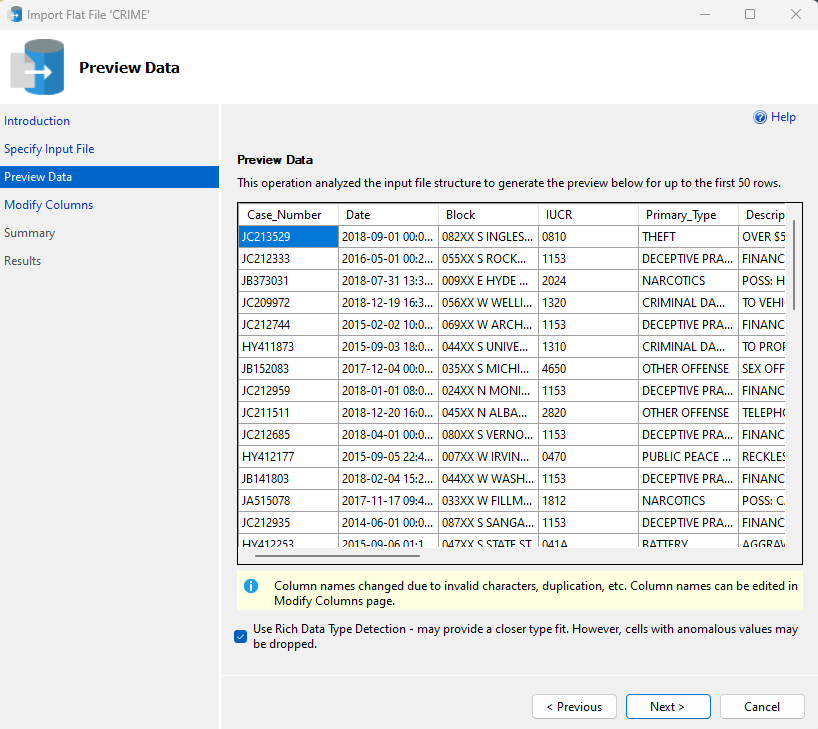 Import Flat File 'CRIME'
Preview Data
Introduction
Specify Input File
Preview Data
Modify Columns
Summary
Results
Help
Preview Data
This operation analyzed the input file structure to generate the preview below for up to the first 50 rows.
Case_Number Date Block IUCR Primary_Type Descrip
JC213529 2018-09-01 00:0... 082XX S INGLES... 0810 THEFT OVER $5
JC212333 2016-05-01 00:2... 055XX S ROCK... 1153 DECEPTIVE PRA... FINANC
JB373031 2018-07-31 13:3... 009XX E HYDE ... 2024 NARCOTICS POSS: H
JC209972 2018-12-19 16:3... 056XX W WELLI... 1320 CRIMINAL DA... TO VEHI
JC212744 2015-02-02 10:0... 069XX W ARCH... 1153 DECEPTIVE PRA... FINANC
HY411873 2015-09-03 18:0... 044XX S UNIVE... 1310 CRIMINAL DA... TO PROP
JB152083 2017-12-04 00:0... 035XX S MICHI... 4650 OTHER OFFENSE SEX OFF
JC212959 2018-01-01 08:0... 024XX N MONI... 1153 DECEPTIVE PRA... FINANC
JC211511 2018-12-20 16:0... 045XX N ALBA... 2820 OTHER OFFENSE TELEPHO
JC212685 2018-04-01 00:0... 080XX S VERNO... 1153 DECEPTIVE PRA... FINANC
HY412177 2015-09-05 22:4... 007XX W IRVIN... 0470 PUBLIC PEACE ... RECKLES
JB141803 2018-02-04 15:2... 044XX W WASH... 1153 DECEPTIVE PRA... FINANC
JA515078 2017-11-17 09:4... 033XX W FILLM... 1812 NARCOTICS POSS: CA
JC212935 2014-06-01 00:0... 087XX S SANGA... 1153 DECEPTIVE PRA... FINANC
HY412253 2015-09-06 01:1 047XX S STATE ST 041A BATTERY AGGRAV
Column names changed due to invalid characters, duplication, etc. Column names can be edited in
Modify Columns page.
Use Rich Data Type Detection - may provide a closer type fit. However, cells with anomalous values may
be dropped.
< Previous Next > Cancel